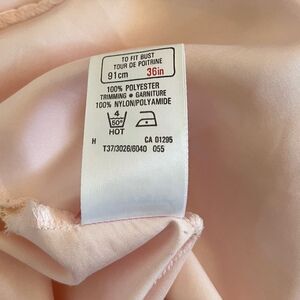 TO FIT BUST
TOUR DE POITRINE
91cm 36in
100% POLYESTER
TRIMMING • GARNITURE
100% NYLON/POLYAMIDE
4
50°
HOT
H CA 01295
T37/3026/6040 055